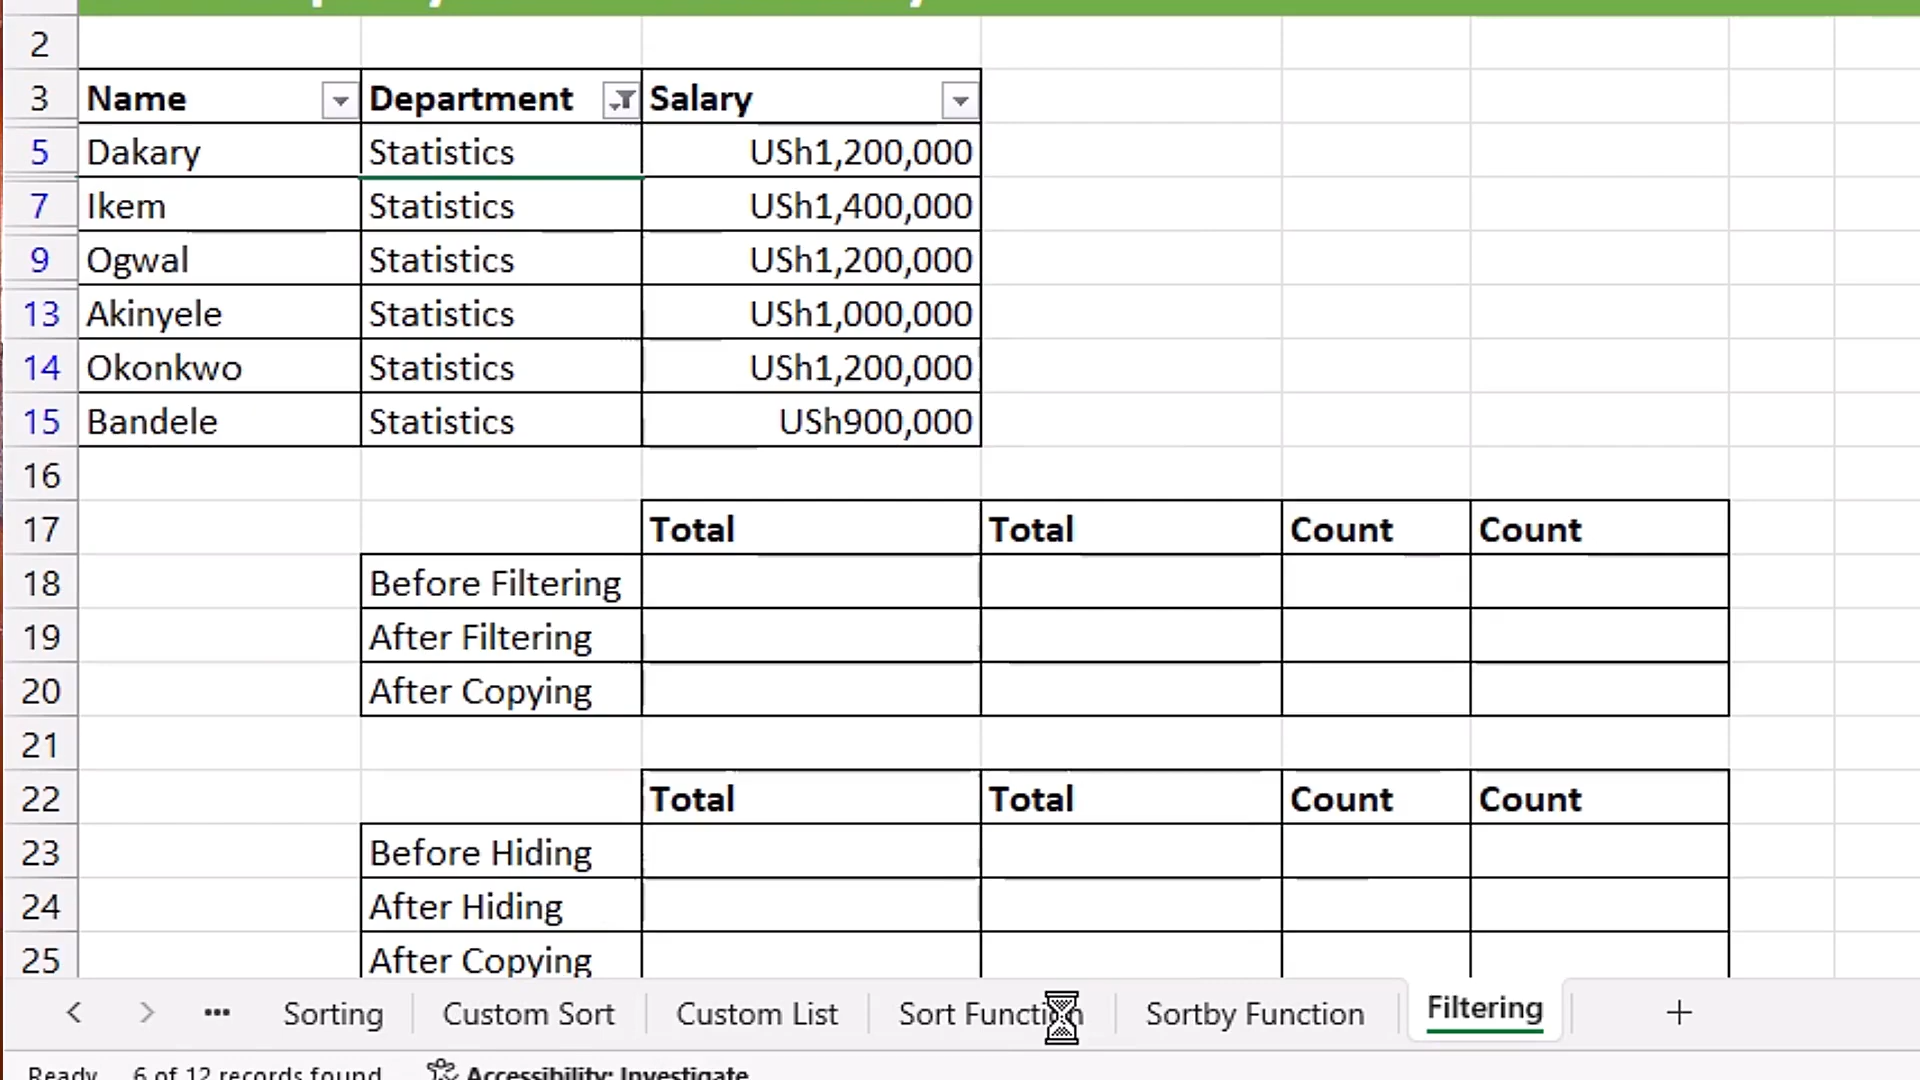 2
3 Name Department Salary
5 Dakary Statistics USh1,200,000
7 Ikem Statistics USh1,400,000
9 Ogwal Statistics USh1,200,000
13 Akinyele Statistics USh1,000,000
14 Okonkwo Statistics USh1,200,000
15 Bandele Statistics USh900,000
16
17 Total Total Count Count
18 Before Filtering
19 After Filtering
20 After Copying
21
22 Total Total Count Count
23 Before Hiding
24 After Hiding
25 After Copying
... Sorting Custom Sort Custom List Sort Function Sortby Function Filtering +
Ready 6 of 12 records found Accessibility: Investigate